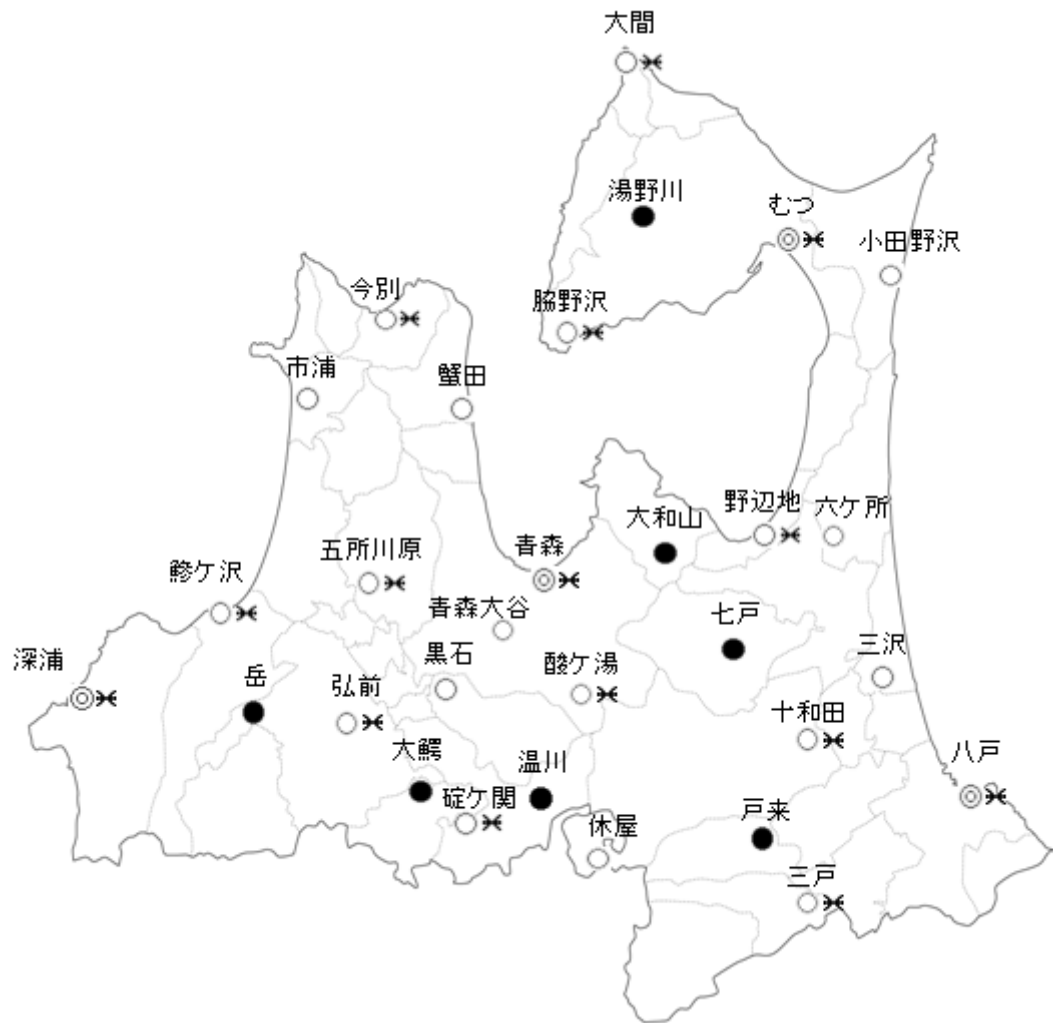 大間
湯野川
むつ
小田野沢
今別
脇野沢
市浦
蟹田
野辺地
六ケ所
大和山
五所川原
青森
鯵ケ沢
青森大谷
七戸
深浦
岳
弘前
黒石
酸ケ湯
三沢
十和田
大鰐
温川
八戸
碇ケ関
休屋
戸来
三戸